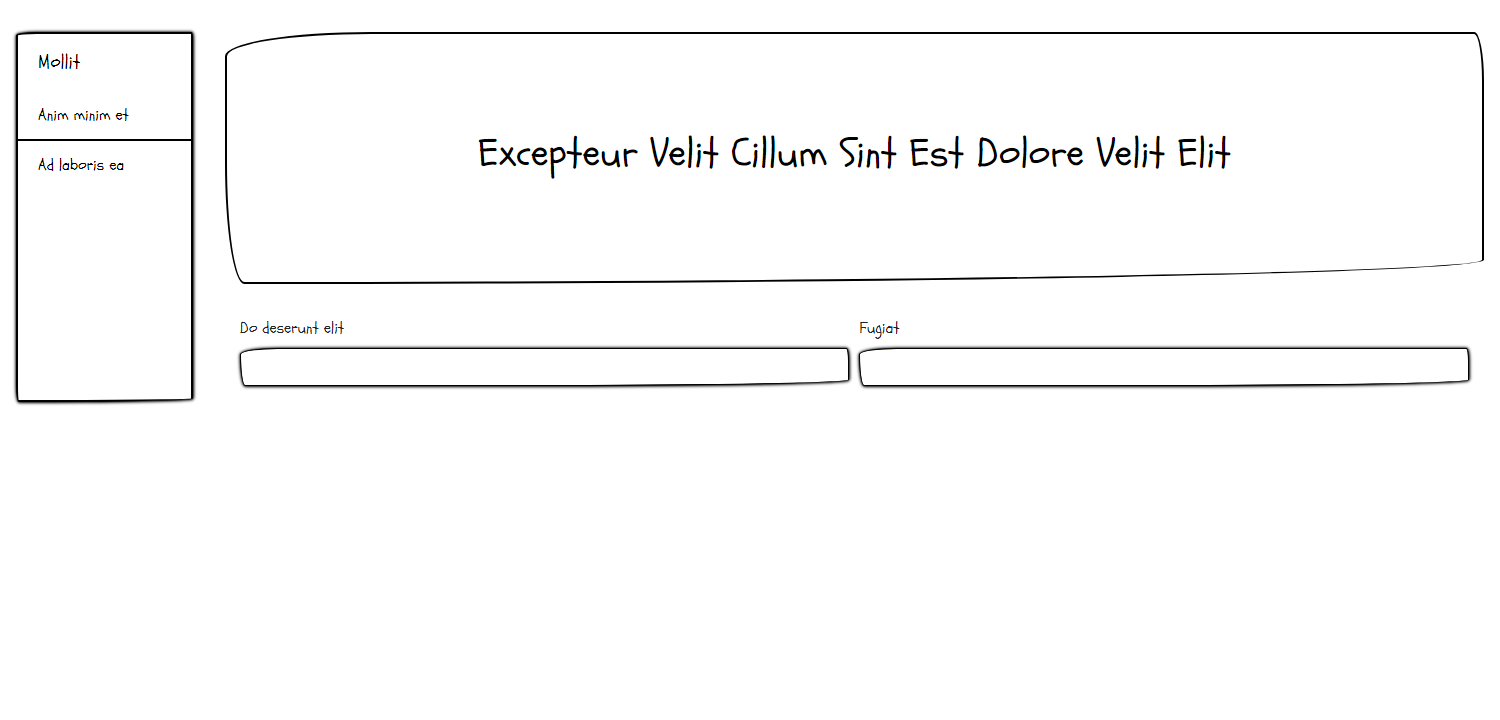 Mollit
Anim minim et
Ad laboris ea
Excepteur Velit Cillum Sint Est Dolore Velit Elit
Do deserunt elit
Fugiat